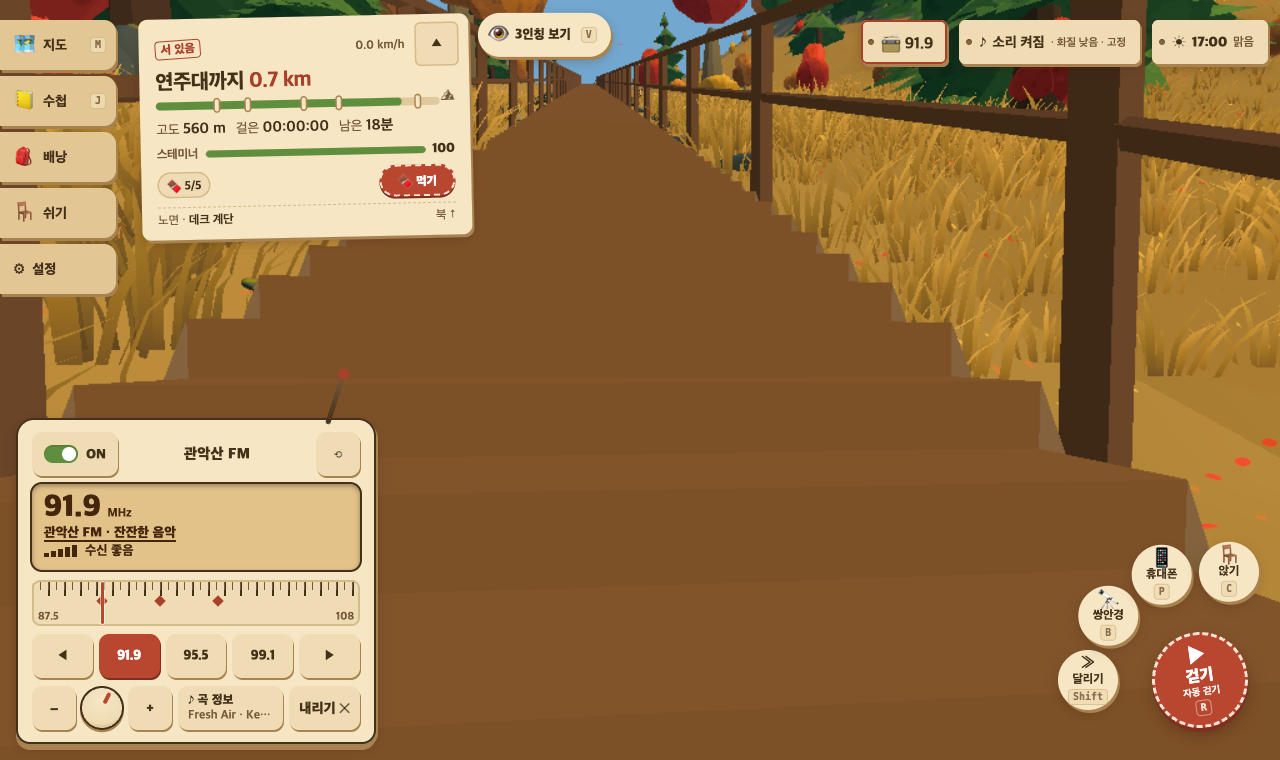 지도 M
수첩 J
배낭
쉬기
설정
서 있음
0.0 km/h
▲
연주대까지 0.7 km
고도 560 m 걸은 00:00:00 남은 18분
스테미너 100
5/5
먹기
노면 · 데크 계단
북 ↑
3인칭 보기 V
91.9
♪ 소리 켜짐 · 화질 낮음 · 고정
17:00 맑음
ON
관악산 FM
91.9 MHz
관악산 FM · 잔잔한 음악
수신 좋음
87.5 108
◀ 91.9 95.5 99.1 ▶
– +
♪ 곡 정보
Fresh Air · Ke…
내리기 ×
휴대폰
P
앉기
C
쌍안경
B
달리기
Shift
걷기
자동 걷기
R